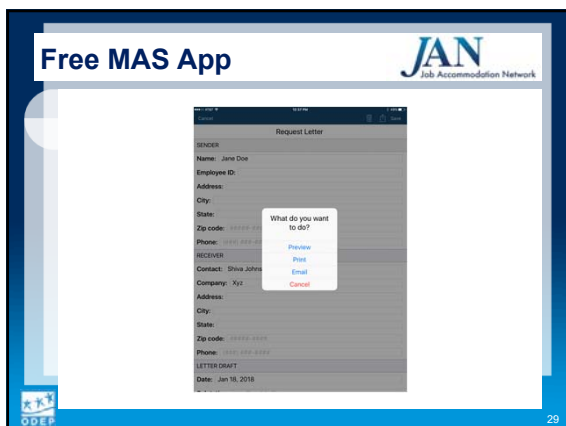 Free MAS App
JAN
Job Accommodation Network
Cancel Save
Request Letter
SENDER
Name: Jane Doe
Employee ID:
Address:
City:
State:
Zip code:
Phone:
What do you want
to do?
Preview
Print
Email
Cancel
RECEIVER
Contact: Shiva Johns
Company: Xyz
Address:
City:
State:
Zip code: #####-####
Phone: (###) ###-####
LETTER DRAFT
Date: Jan 18, 2018
ODEP
29